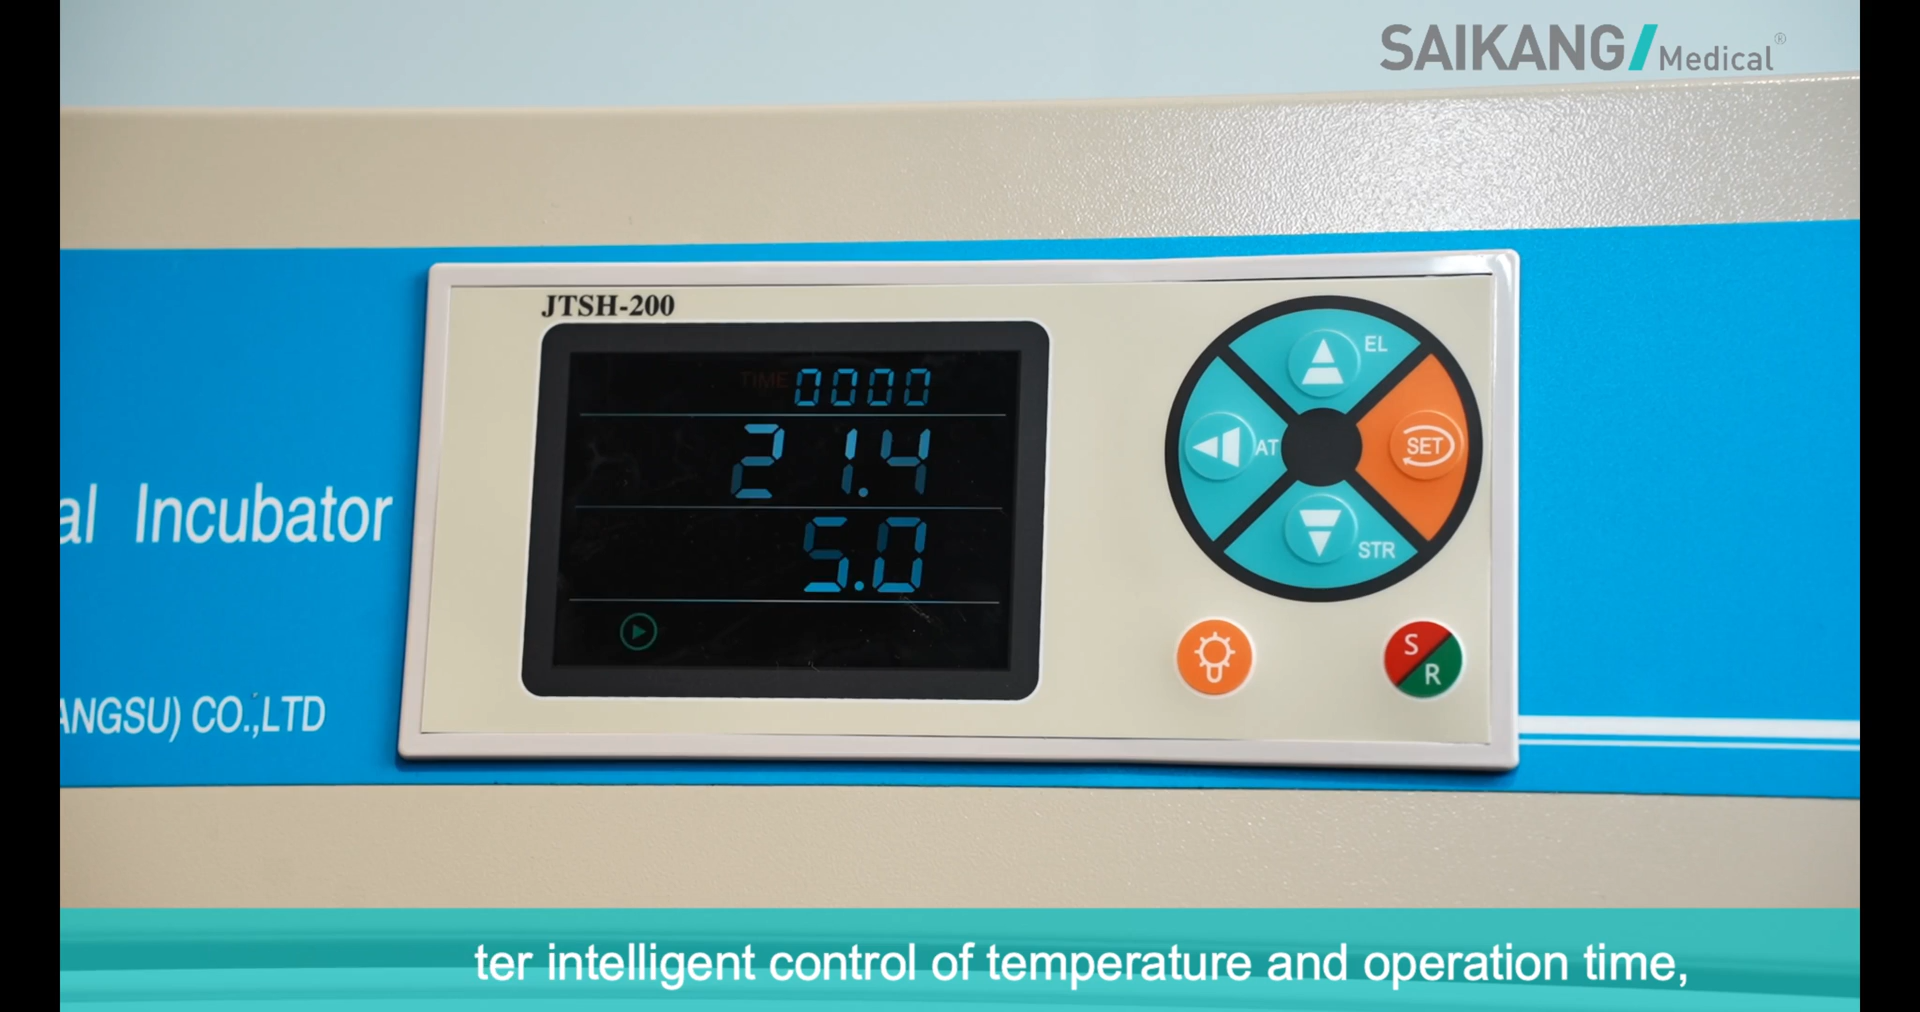 SAIKANG/Medical®
JTSH-200
TIME 0000
21.4
5.0
EL
AT
SET
STR
S
R
al Incubator
ANGSU) CO.,LTD
ter intelligent control of temperature and operation time,